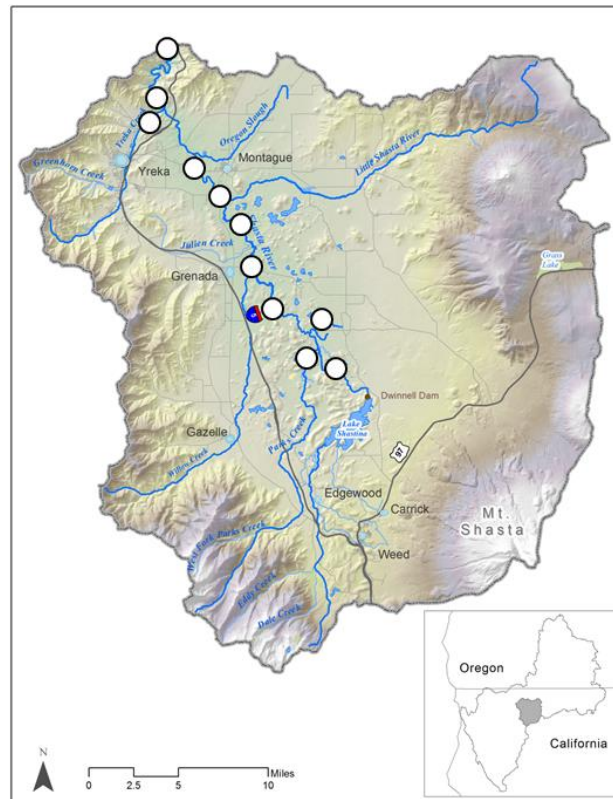 Yreka Creek
Oregon Slough
Greenhorn Creek
Yreka
Montague
Little Shasta River
Shasta River
Julien Creek
Grass
Lake
Grenada
Dwinnell Dam
Lake
Shastina
Gazelle
Parks Creek
97
Willow Creek
Edgewood
Carrick
Mt.
Shasta
West Fork Parks Creek
Weed
Eddy Creek
Dale Creek
Oregon
California
N
Miles
0 2.5 5 10